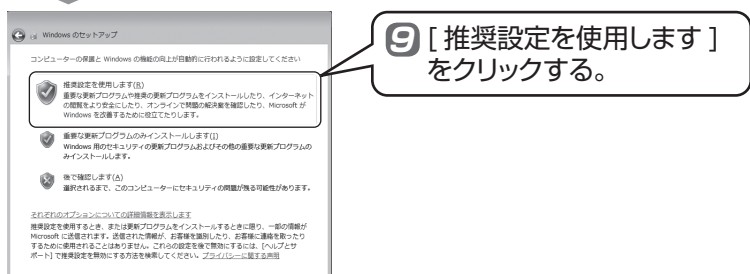 Windows のセットアップ
コンピューターの保護と Windows の機能の向上が自動的に行われるように設定してください
推奨設定を使用します(R)
重要な更新プログラムや推奨の更新プログラムをインストールしたり、インターネット
の閲覧をより安全にしたり、オンラインで問題の解決策を確認したり、Microsoft が
Windows を改善するために役立てたりします。
重要な更新プログラムのみインストールします(I)
Windows 用のセキュリティの更新プログラムおよびその他の重要な更新プログラムの
みインストールします。
後で確認します(A)
選択されるまで、このコンピューターにセキュリティの問題が残る可能性があります。
それぞれのオプションについての詳細情報を表示します
推奨設定を使用するとき、または更新プログラムをインストールするときに限り、一部の情報が
Microsoft に送信されます。送信された情報が、お客様を識別したり、お客様に連絡を取ったり
するために使用されることはありません。これらの設定を後で無効にするには、[ヘルプとサ
ポート] で推奨設定を無効にする方法を検索してください。プライバシーに関する声明
9 [ 推奨設定を使用します ]
をクリックする。